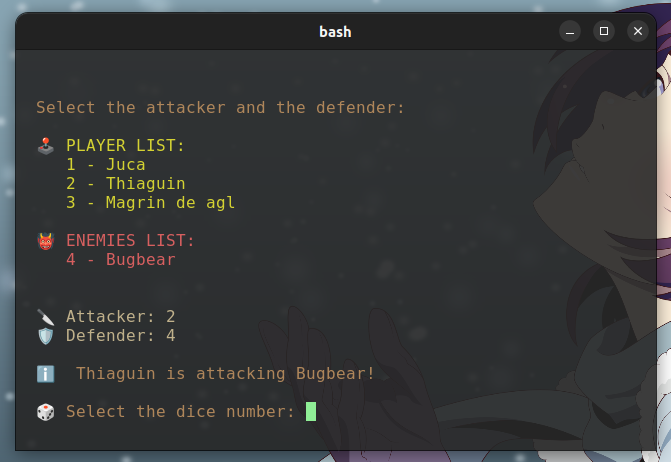 bash
Select the attacker and the defender:
🕹️ PLAYER LIST:
1 - Juca
2 - Thiaguin
3 - Magrin de agl
👹 ENEMIES LIST:
4 - Bugbear
🔪 Attacker: 2
🛡️ Defender: 4
ℹ️ Thiaguin is attacking Bugbear!
🎲 Select the dice number: